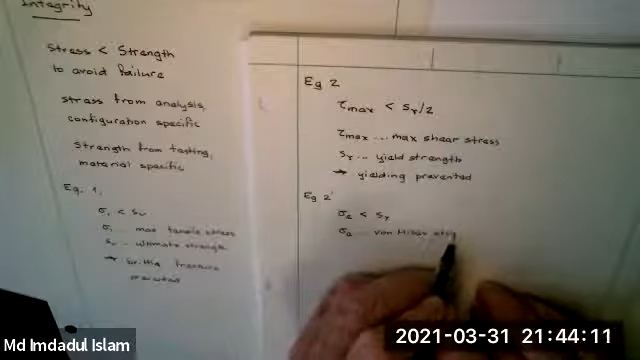 Integrity
Stress < Strength
to avoid failure
stress from analysis,
configuration specific
Strength from testing,
material specific
Eg. 1,
σ₁ < Sᵤ
σ₁ ... max tensile stress
Sᵤ ... ultimate strength
→ brittle fracture
prevented
Eg 2
τmax < Sᵧ/2
τmax ... max shear stress
Sᵧ ... yield strength
→ yielding prevented
Eg 2'
σₑ < Sᵧ
σₑ ... von Mises
Md Imdadul Islam
2021-03-31 21:44:11